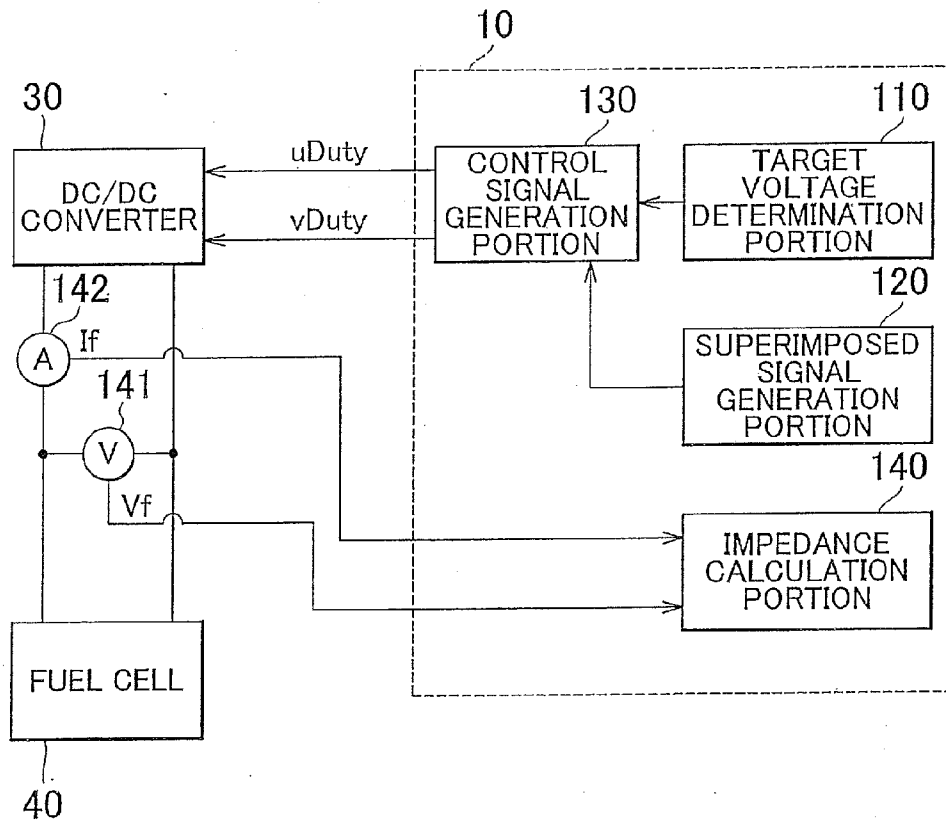 10
30
130
110
DC/DC
CONVERTER
uDuty
vDuty
CONTROL
SIGNAL
GENERATION
PORTION
TARGET
VOLTAGE
DETERMINATION
PORTION
142
A
If
120
SUPERIMPOSED
SIGNAL
GENERATION
PORTION
141
V
Vf
140
IMPEDANCE
CALCULATION
PORTION
FUEL CELL
40